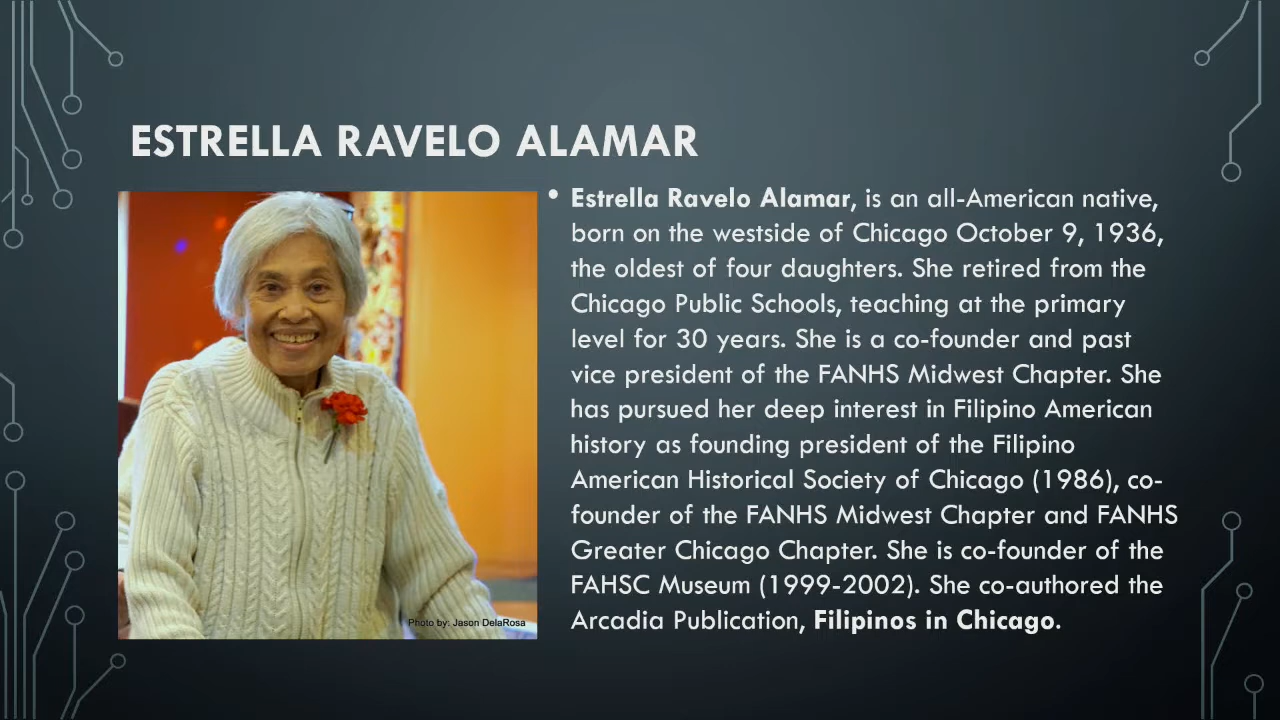 ESTRELLA RAVELO ALAMAR
• Estrella Ravelo Alamar, is an all-American native,
born on the westside of Chicago October 9, 1936,
the oldest of four daughters. She retired from the
Chicago Public Schools, teaching at the primary
level for 30 years. She is a co-founder and past
vice president of the FANHS Midwest Chapter. She
has pursued her deep interest in Filipino American
history as founding president of the Filipino
American Historical Society of Chicago (1986), co-
founder of the FANHS Midwest Chapter and FANHS
Greater Chicago Chapter. She is co-founder of the
FAHSC Museum (1999-2002). She co-authored the
Arcadia Publication, Filipinos in Chicago.
Photo by: Jason DelaRosa